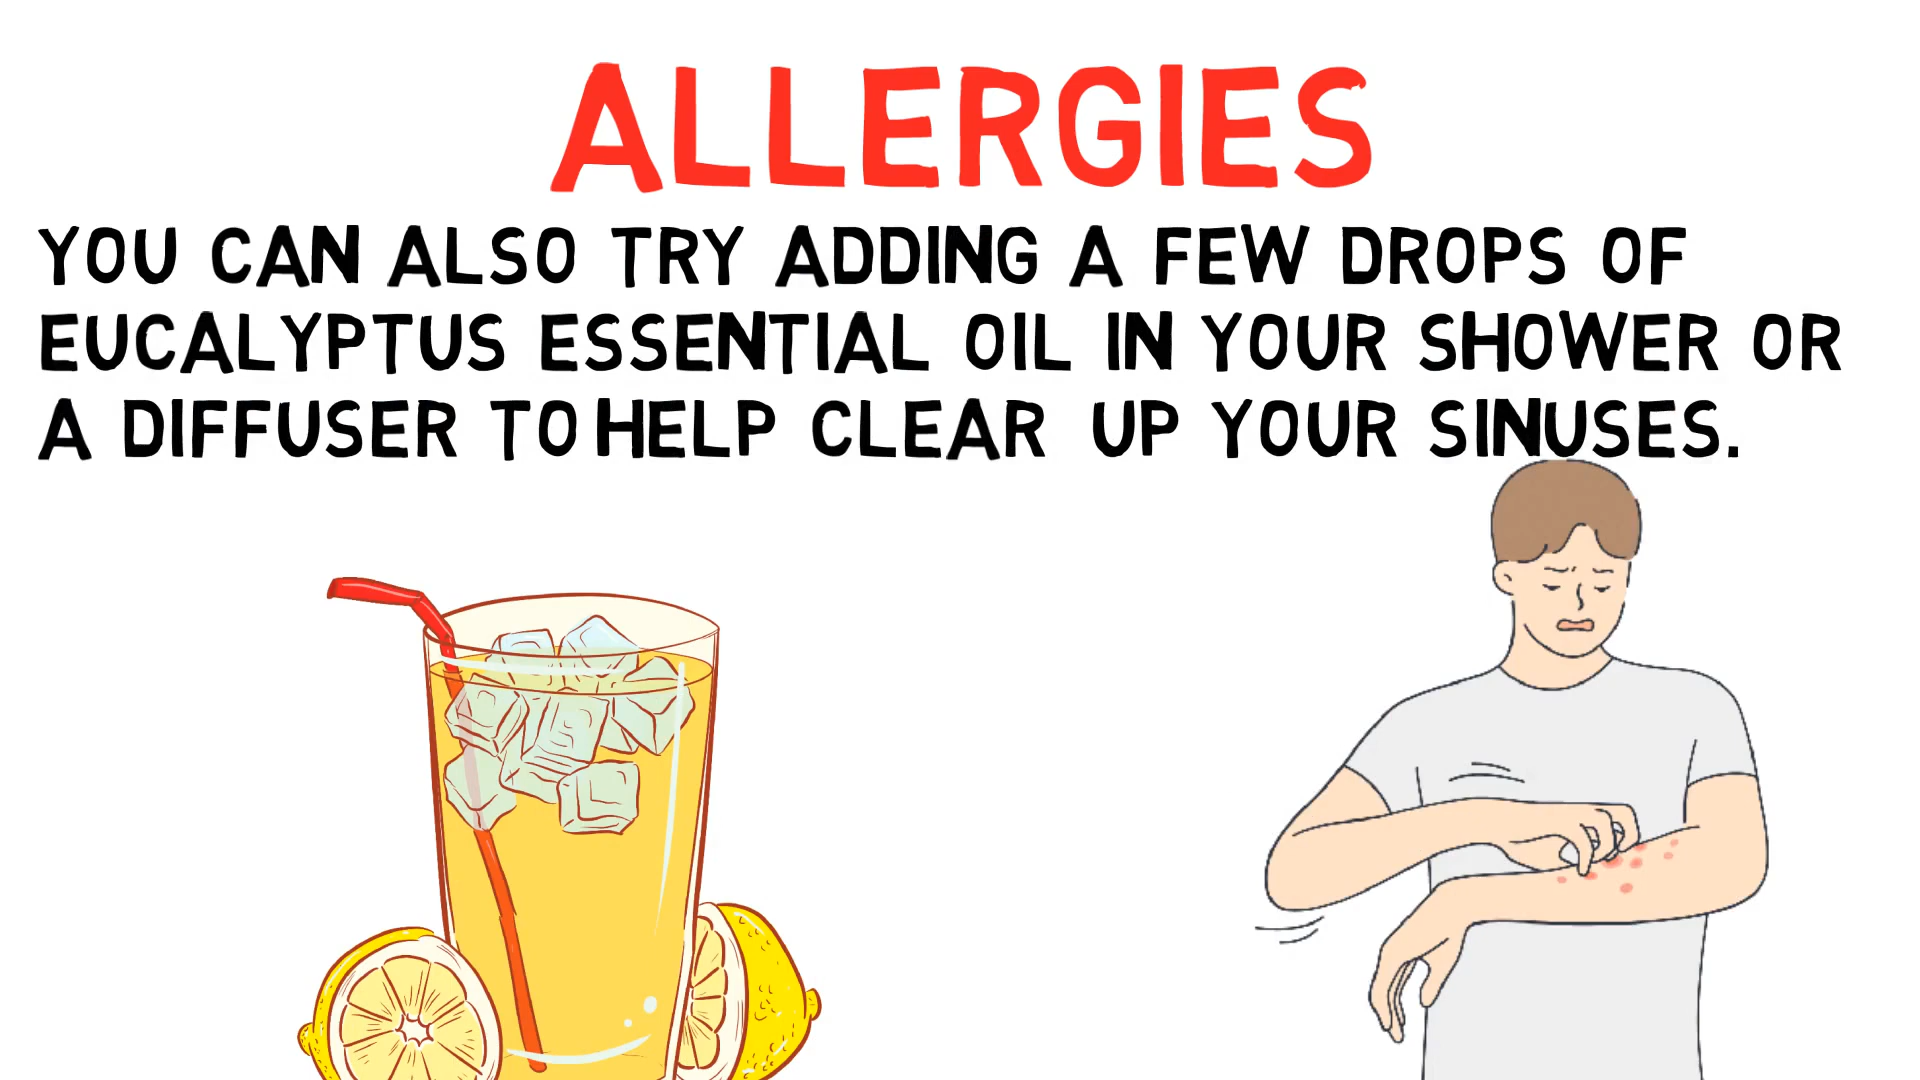 ALLERGIES
YOU CAN ALSO TRY ADDING A FEW DROPS OF
EUCALYPTUS ESSENTIAL OIL IN YOUR SHOWER OR
A DIFFUSER TO HELP CLEAR UP YOUR SINUSES.